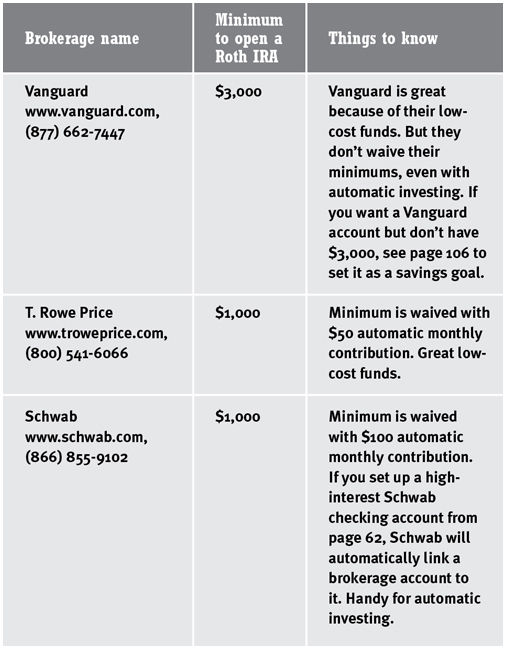 Brokerage name
Minimum
to open a
Roth IRA
Things to know
Vanguard
www.vanguard.com,
(877) 662-7447
$3,000
Vanguard is great
because of their low-
cost funds. But they
don't waive their
minimums, even with
automatic investing. If
you want a Vanguard
account but don't have
$3,000, see page 106 to
set it as a savings goal.
T. Rowe Price
www.troweprice.com,
(800) 541-6066
$1,000
Minimum is waived with
$50 automatic monthly
contribution. Great low-
cost funds.
Schwab
www.schwab.com,
(866) 855-9102
$1,000
Minimum is waived
with $100 automatic
monthly contribution.
If you set up a high-
interest Schwab
checking account from
page 62, Schwab will
automatically link a
brokerage account to
it. Handy for automatic
investing.